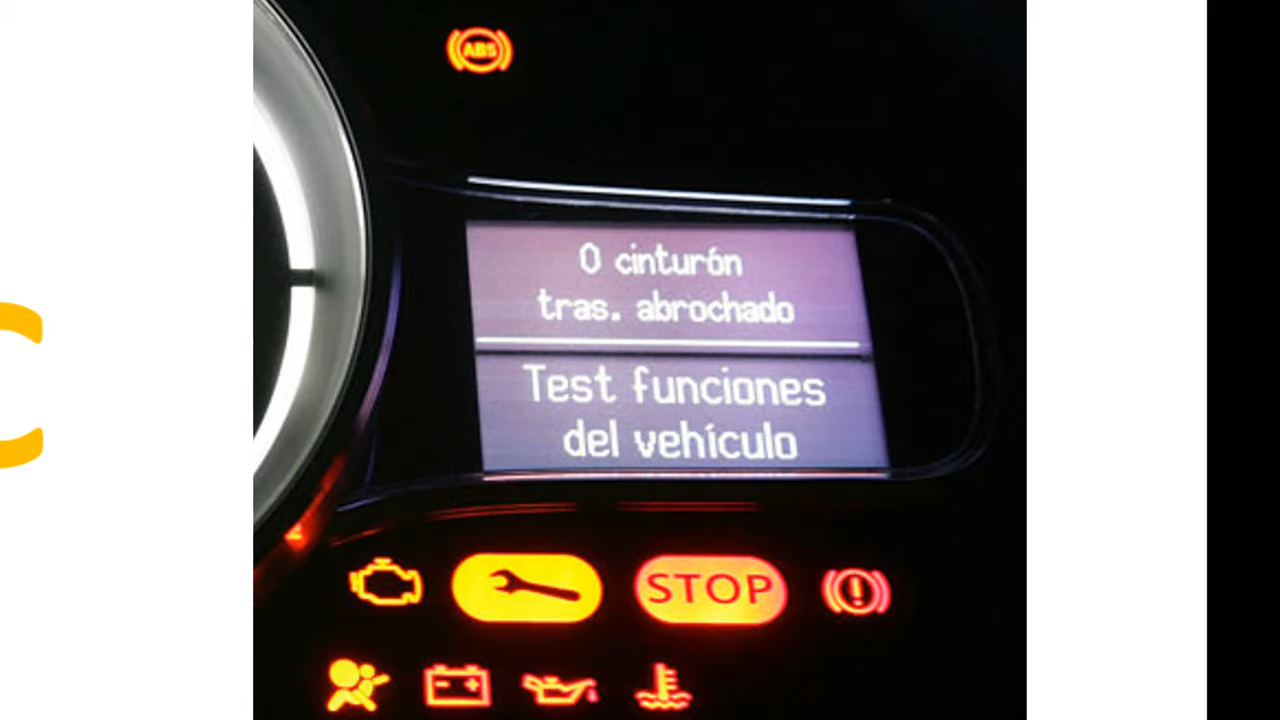 ABS
0 cinturón
tras. abrochado
Test funciones
del vehículo
STOP